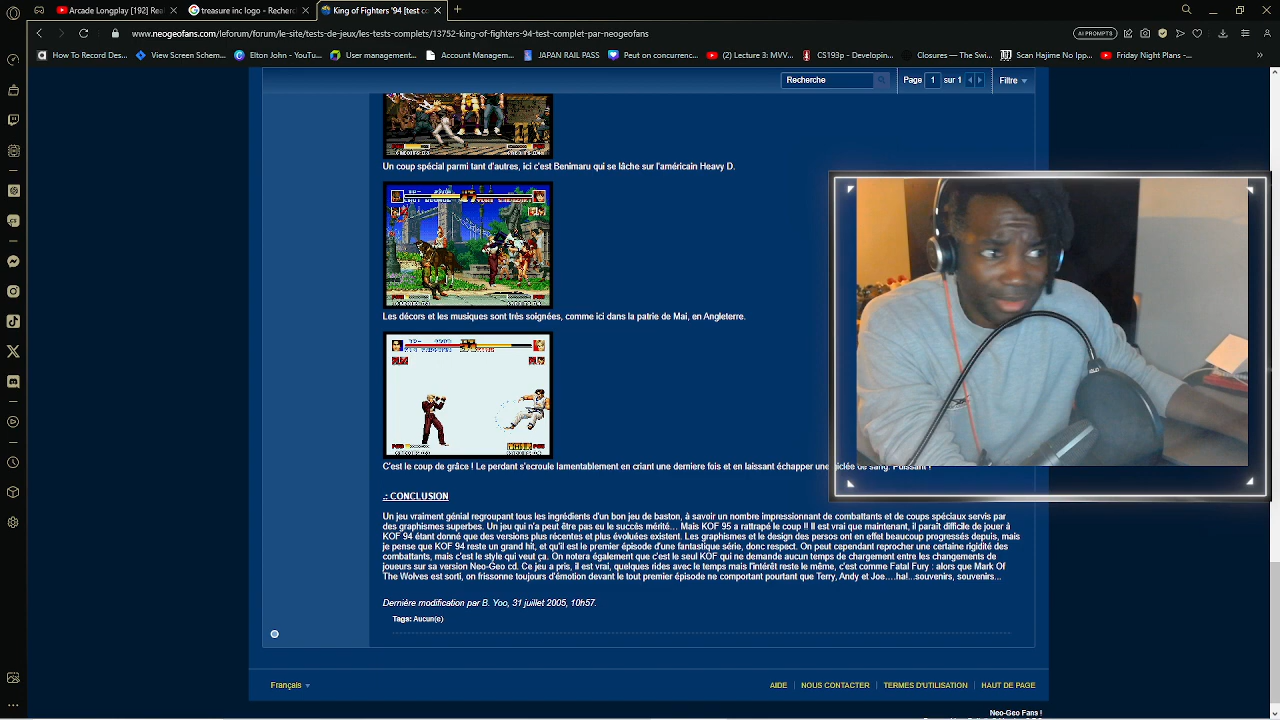 Arcade Longplay [192] Real
treasure inc logo - Recherc
King of Fighters '94 [test co
www.neogeofans.com/leforum/forum/le-site/tests-de-jeux/les-tests-complets/13752-king-of-fighters-94-test-complet-par-neogeofans
AI PROMPTS
How To Record Des...
View Screen Schem...
Elton John - YouTu...
User management
Account Managem...
JAPAN RAIL PASS
Peut on concurrenc...
(2) Lecture 3: MVV...
CS193p - Developin...
Closures — The Swi...
Scan Hajime No Ipp...
Friday Night Plans -...
Recherche
Page 1 sur 1
Filtre
Un coup spécial parmi tant d'autres, ici c'est Benimaru qui se lâche sur l'américain Heavy D.
Les décors et les musiques sont très soignées, comme ici dans la patrie de Mai, en Angleterre.
C'est le coup de grâce ! Le perdant s'ecroule lamentablement en criant une derniere fois et en laissant échapper une giclée de sang. Puissant !
.: CONCLUSION
Un jeu vraiment génial regroupant tous les ingrédients d'un bon jeu de baston, à savoir un nombre impressionnant de combattants et de coups spéciaux servis par
des graphismes superbes. Un jeu qui n'a peut être pas eu le succès mérité... Mais KOF 95 a rattrapé le coup !! Il est vrai que maintenant, il paraît difficile de jouer à
KOF 94 étant donné que des versions plus récentes et plus évoluées existent. Les graphismes et le design des persos ont en effet beaucoup progressés depuis, mais
je pense que KOF 94 reste un grand hit, et qu'il est le premier épisode d'une fantastique série, donc respect. On peut cependant reprocher une certaine rigidité des
combattants, mais c'est le style qui veut ça. On notera également que c'est le seul KOF qui ne demande aucun temps de chargement entre les changements de
joueurs sur sa version Neo-Geo cd. Ce jeu a pris, il est vrai, quelques rides avec le temps mais l'intérêt reste le même, c'est comme Fatal Fury : alors que Mark Of
The Wolves est sorti, on frissonne toujours d'émotion devant le tout premier épisode ne comportant pourtant que Terry, Andy et Joe....ha!...souvenirs, souvenirs...
Dernière modification par B. Yoo, 31 juillet 2005, 10h57.
Tags: Aucun(e)
Français
AIDE
NOUS CONTACTER
TERMES D'UTILISATION
HAUT DE PAGE
Neo-Geo Fans !